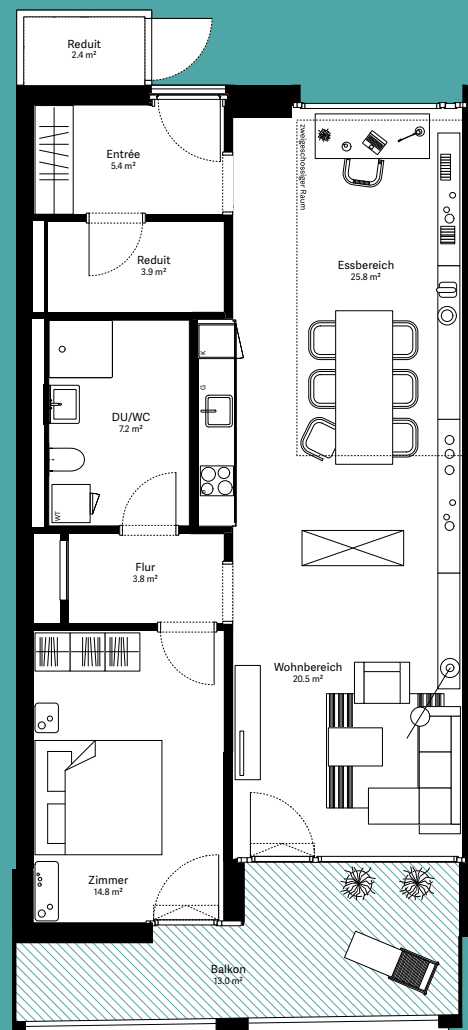 Reduit
2.4 m²
Entrée
5.4 m²
zweigeschossiger Raum
Reduit
3.9 m²
Essbereich
25.8 m²
K
G
DU/WC
7.2 m²
WT
Flur
3.8 m²
Wohnbereich
20.5 m²
Zimmer
14.8 m²
Balkon
13.0 m²